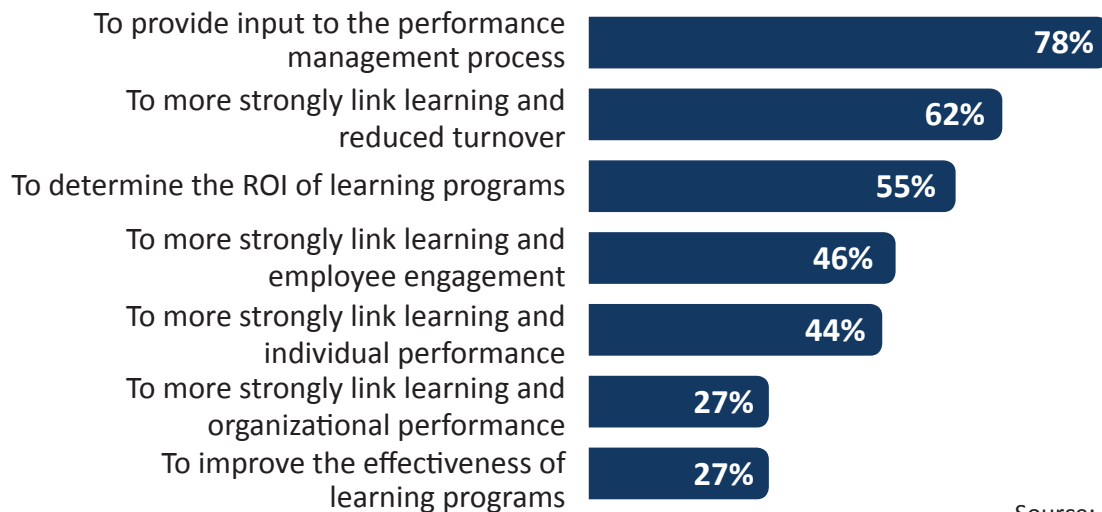 To provide input to the performance
management process
78%
To more strongly link learning and
reduced turnover
62%
To determine the ROI of learning programs
55%
To more strongly link learning and
employee engagement
46%
To more strongly link learning and
individual performance
44%
To more strongly link learning and
organizational performance
27%
To improve the effectiveness of
learning programs
27%
Source: